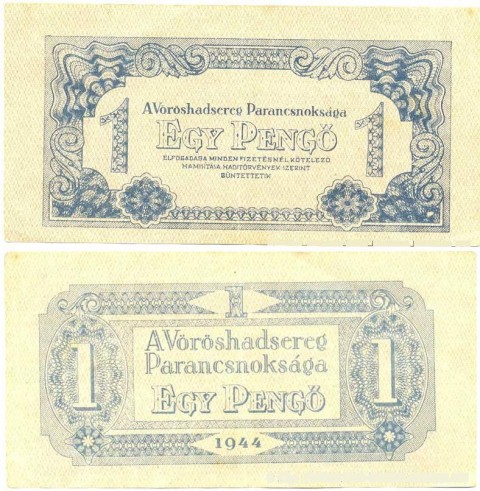 1 1
A Vöröshadsereg Parancsnoksága
EGY PENGŐ
ELFOGADÁSA MINDEN FIZETÉSNÉL KÖTELEZŐ
HAMISÍTÁSA HADITÖRVÉNYEK SZERINT
BÜNTETTETIK
1
1 1
A Vöröshadsereg
Parancsnoksága
EGY PENGŐ
1944